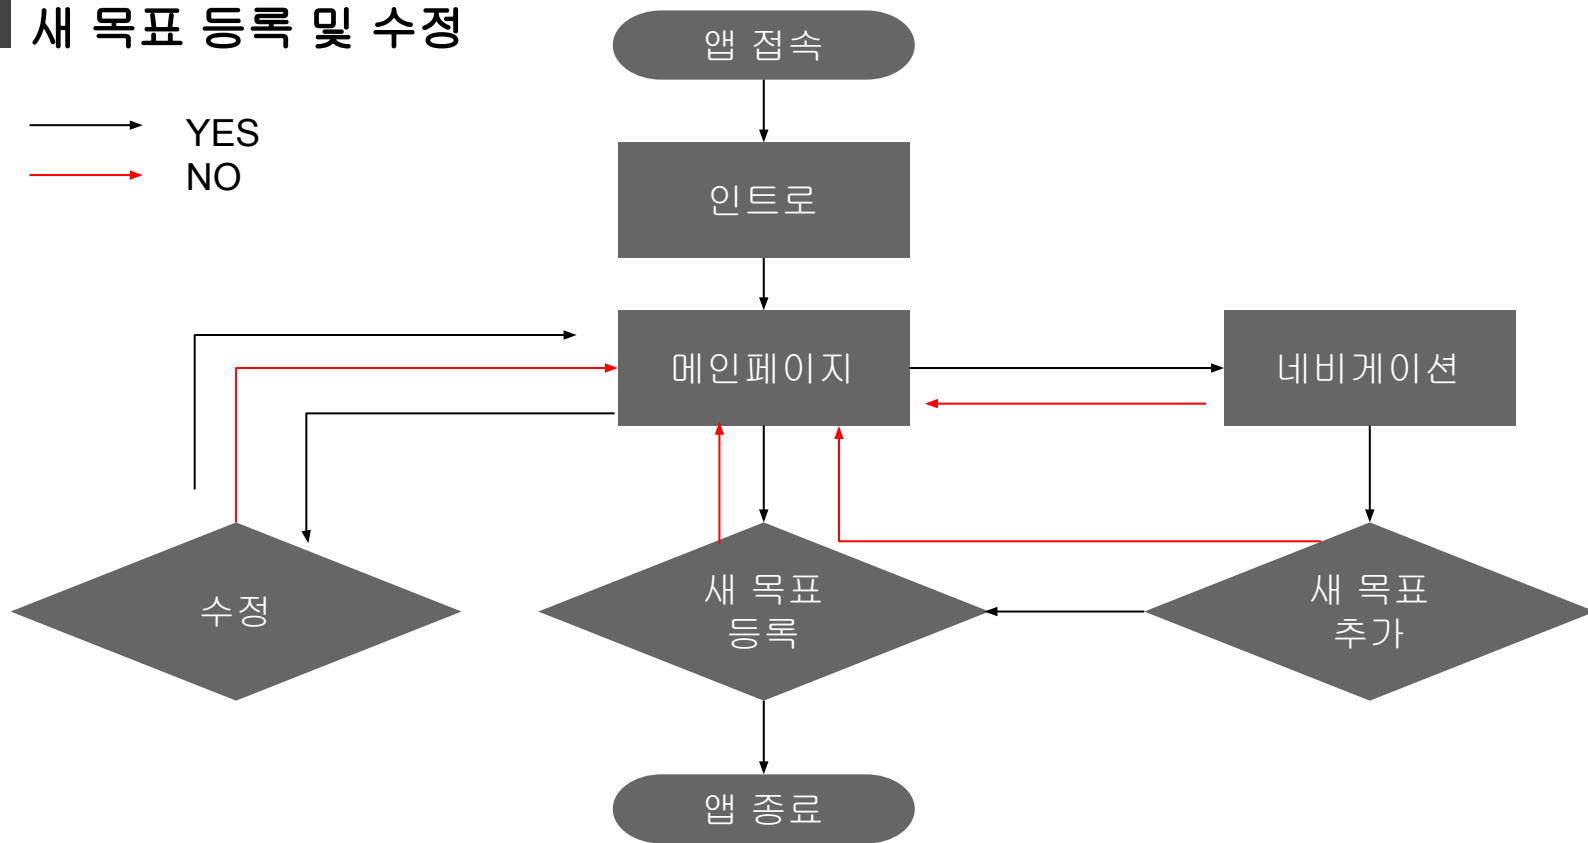 새 목표 등록 및 수정
앱 접속
YES
NO
인트로
메인페이지
네비게이션
수정
새 목표
등록
새 목표
추가
앱 종료